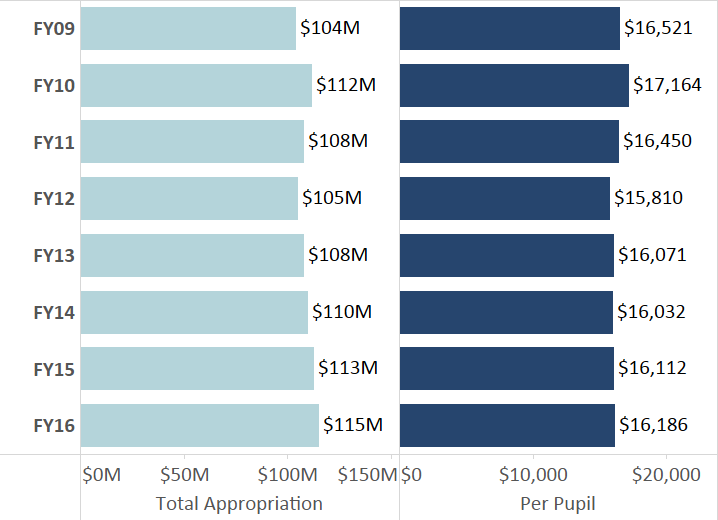 FY09 $104M $16,521
FY10 $112M $17,164
FY11 $108M $16,450
FY12 $105M $15,810
FY13 $108M $16,071
FY14 $110M $16,032
FY15 $113M $16,112
FY16 $115M $16,186
$0M $50M $100M $150M $0 $10,000 $20,000
Total Appropriation Per Pupil